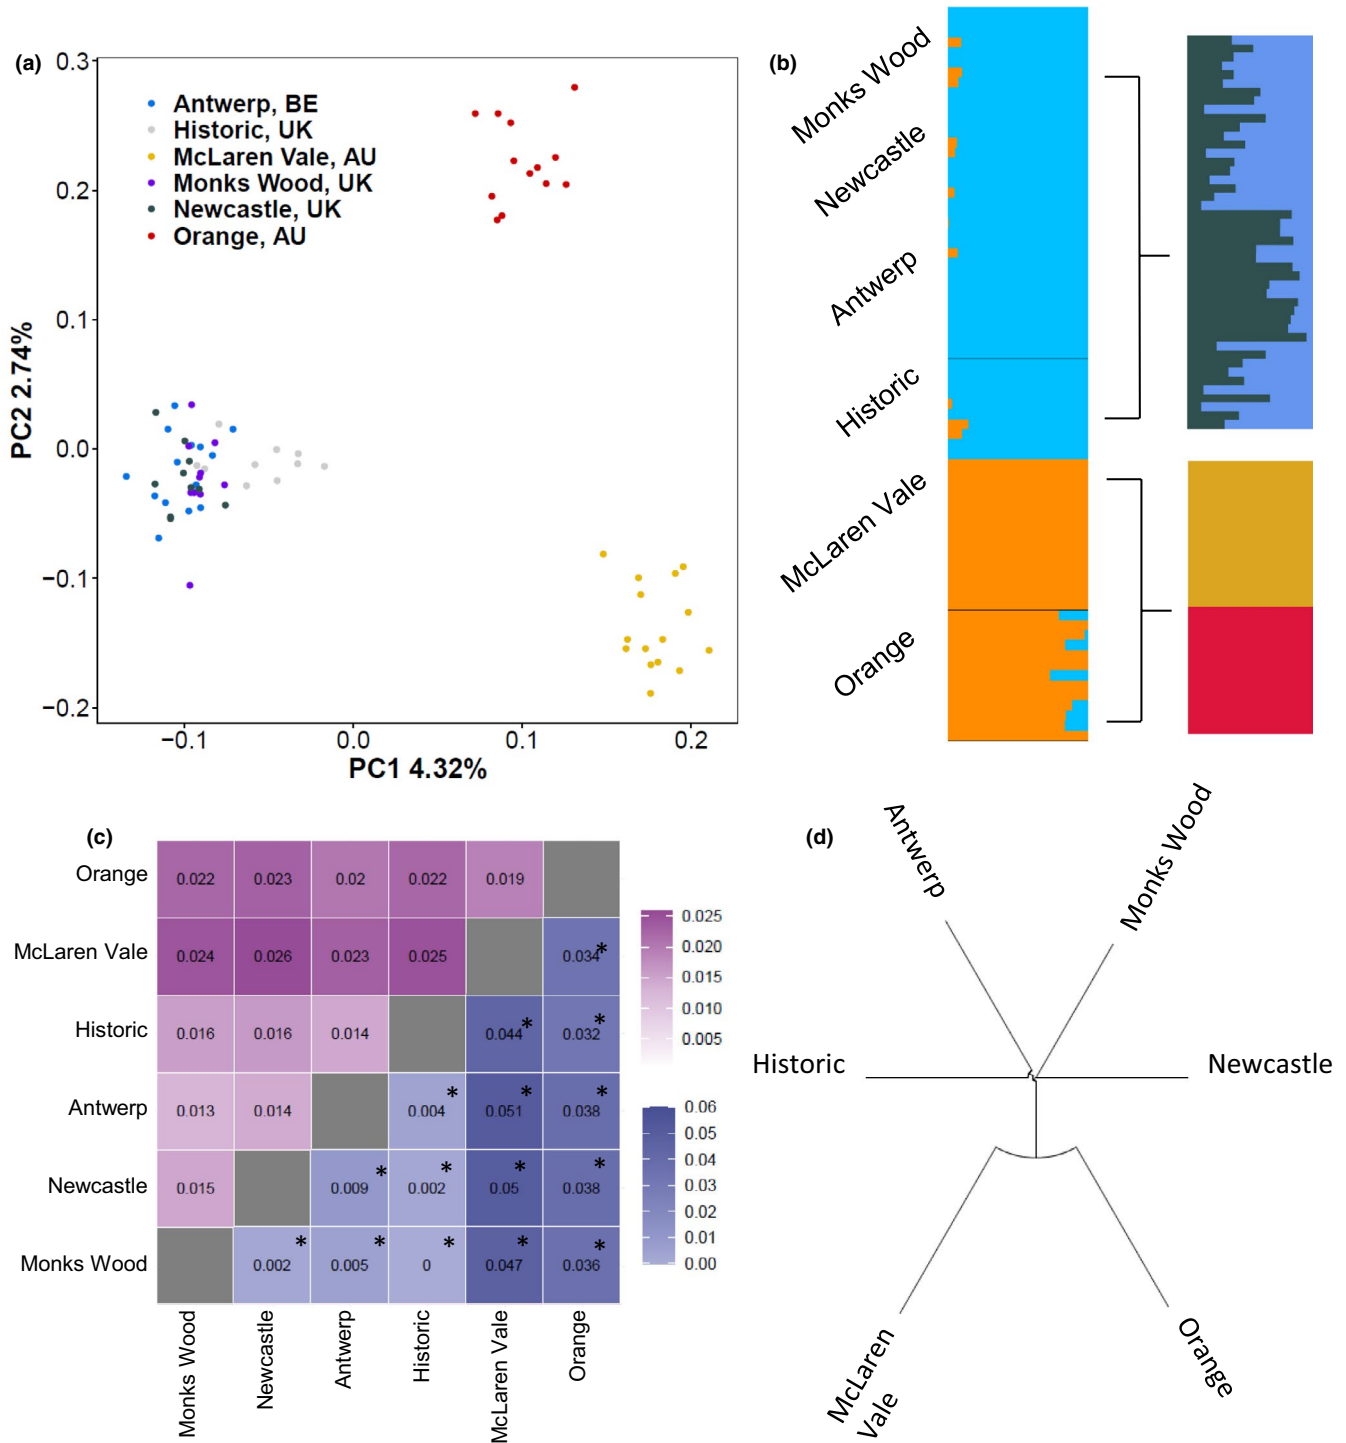 (a)
0.3
0.2
0.1
0.0
−0.1
−0.2
PC2 2.74%
Antwerp, BE
Historic, UK
McLaren Vale, AU
Monks Wood, UK
Newcastle, UK
Orange, AU
−0.1
0.0
0.1
0.2
PC1 4.32%
(b)
Monks Wood
Newcastle
Antwerp
Historic
McLaren Vale
Orange
(c)
Orange
0.022
0.023
0.02
0.022
0.019
McLaren Vale
0.024
0.026
0.023
0.025
0.034*
Historic
0.016
0.016
0.014
0.044*
0.032*
Antwerp
0.013
0.014
0.004*
0.051*
0.038*
Newcastle
0.015
0.009*
0.002*
0.05*
0.038*
Monks Wood
0.002*
0.005*
0*
0.047*
0.036*
Monks Wood
Newcastle
Antwerp
Historic
McLaren Vale
Orange
0.025
0.020
0.015
0.010
0.005
0.06
0.05
0.04
0.03
0.02
0.01
0.00
(d)
Antwerp
Monks Wood
Historic
Newcastle
McLaren
Vale
Orange